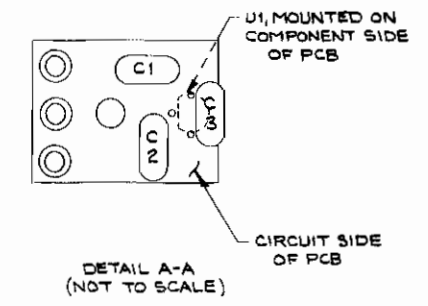 U1, MOUNTED ON
COMPONENT SIDE
OF PCB
C1
C3
C2
CIRCUIT SIDE
OF PCB
DETAIL A-A
(NOT TO SCALE)